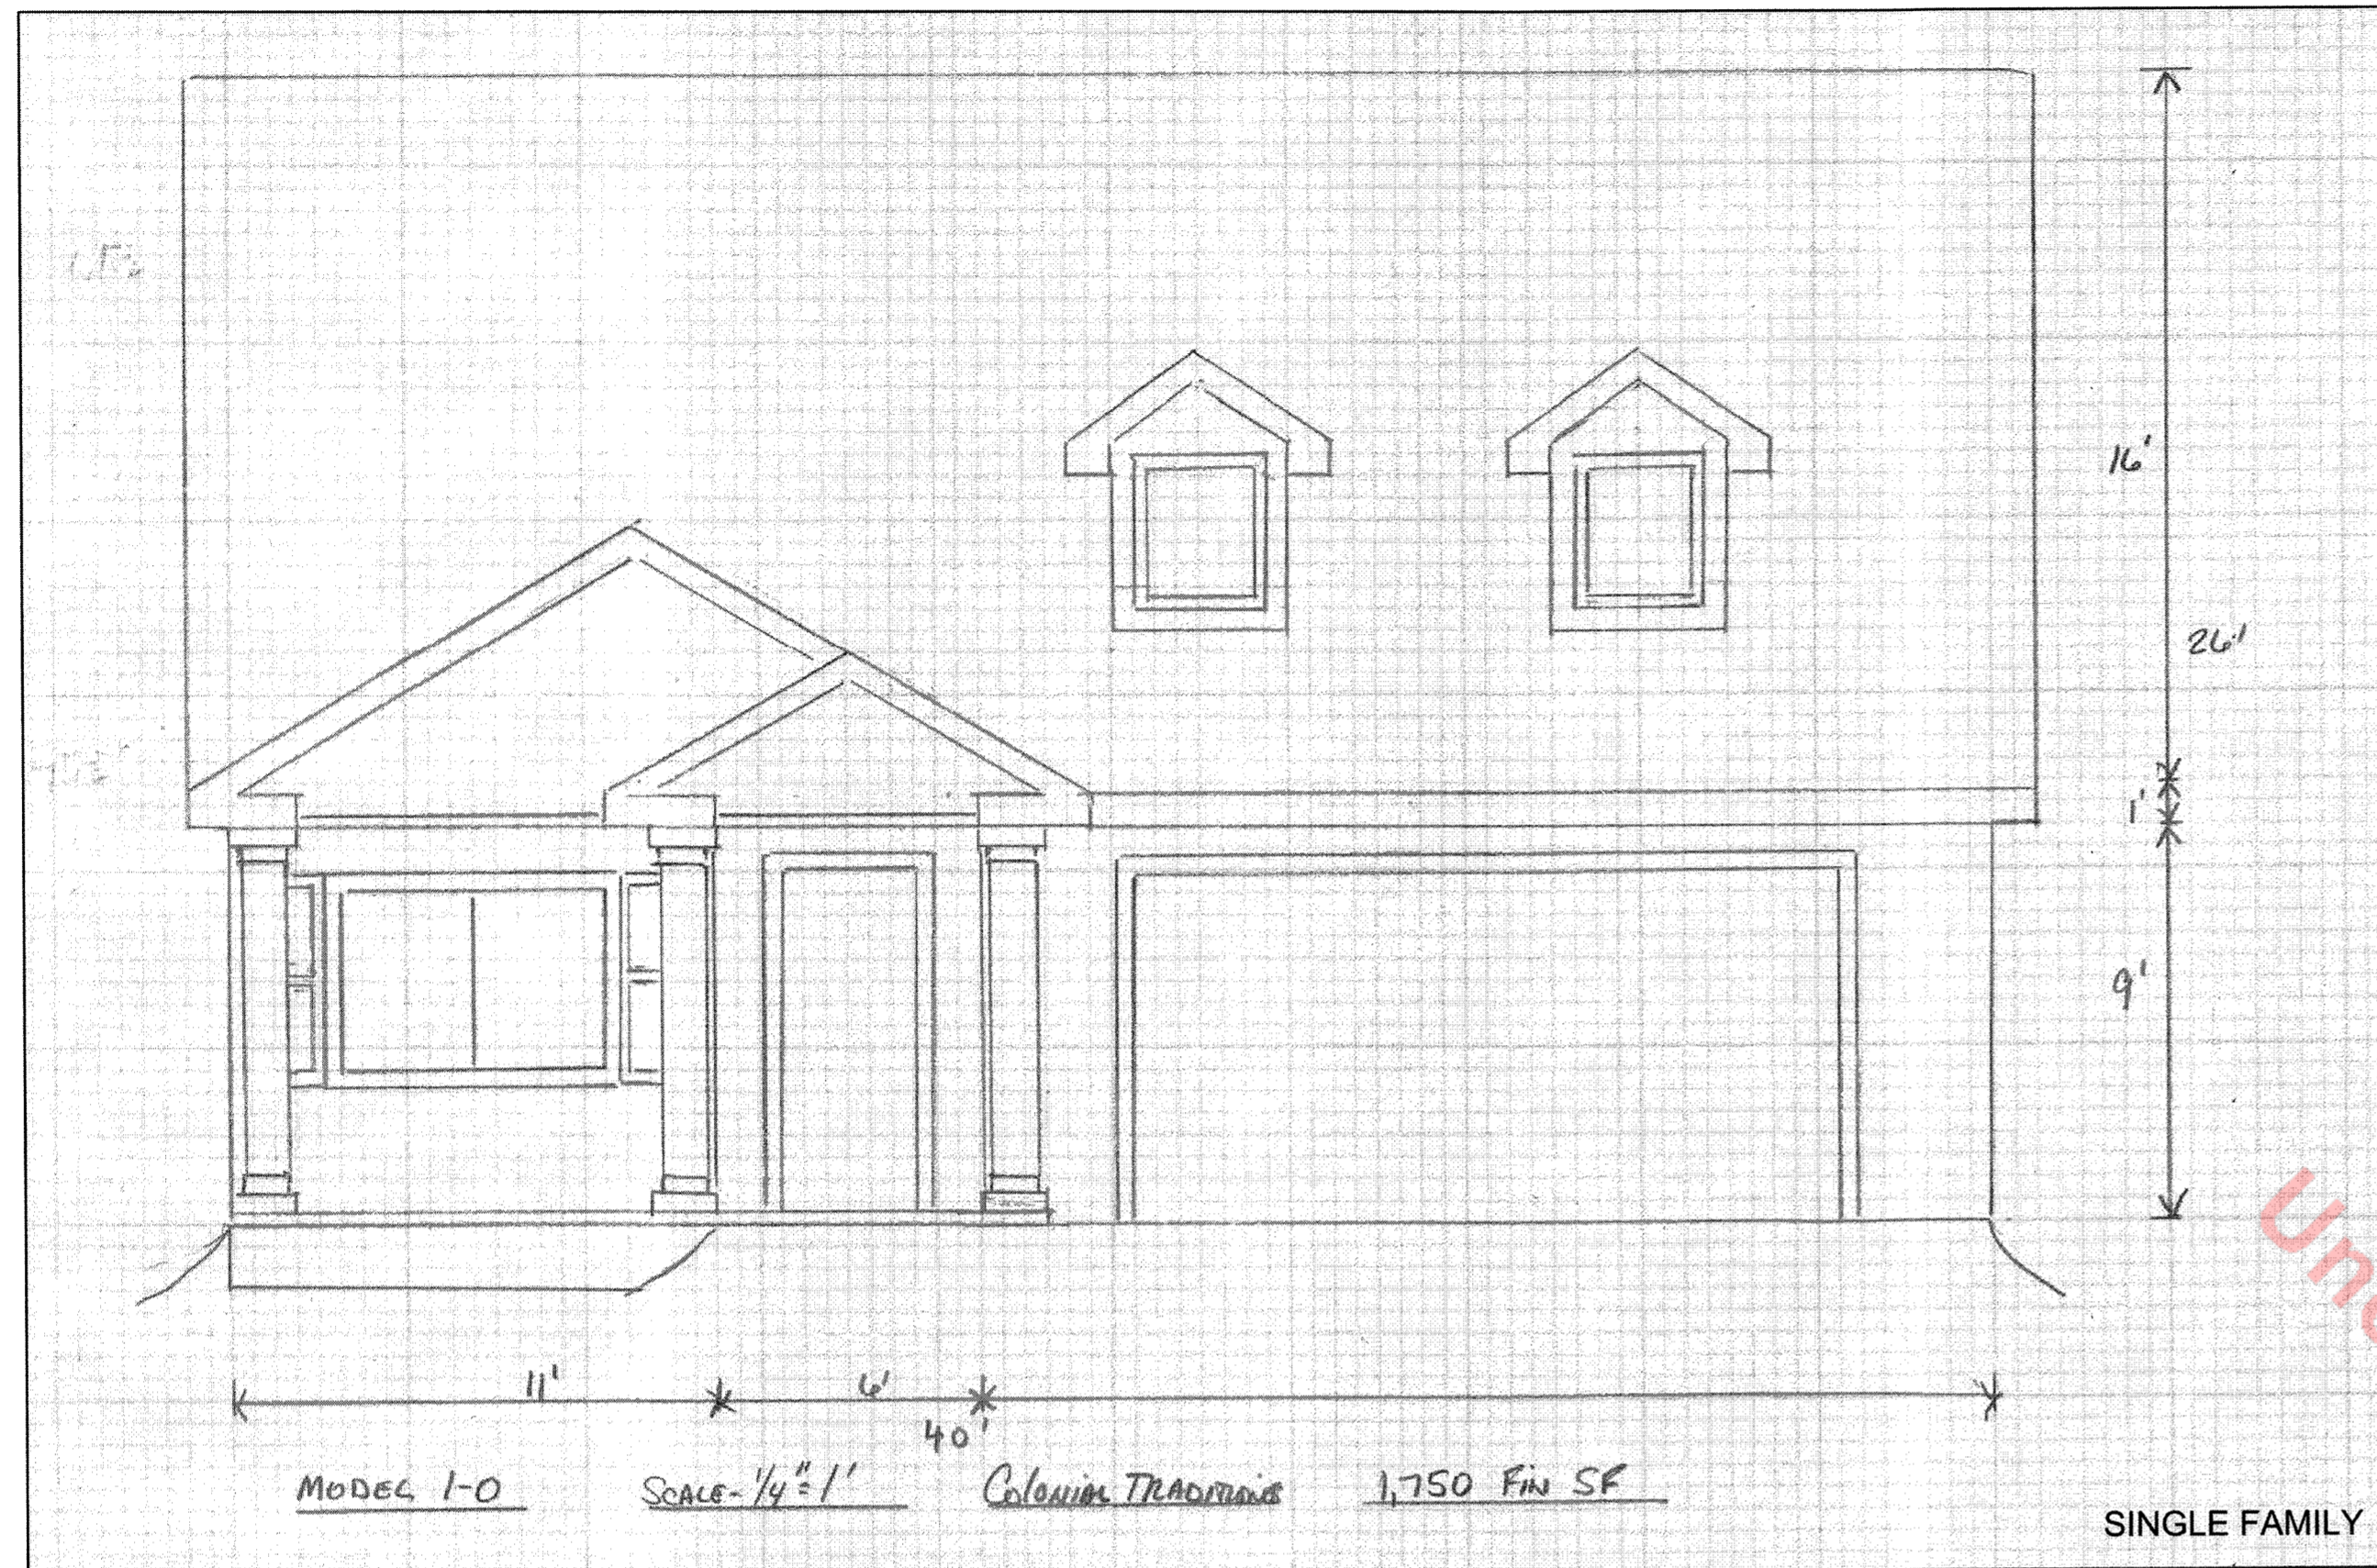 16'
26'
1'
9'
11'
6'
40'
MODEL 1-0
SCALE - 1/4" = 1'
COLONIAL TRADITIONS
1,750 FIN SF
SINGLE FAMILY